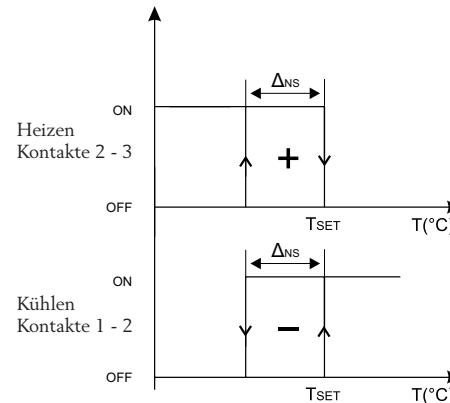 ΔNS
ON
Heizen
Kontakte 2 - 3
+
OFF
TSET
T(°C)
ΔNS
ON
Kühlen
Kontakte 1 - 2
−
OFF
TSET
T(°C)